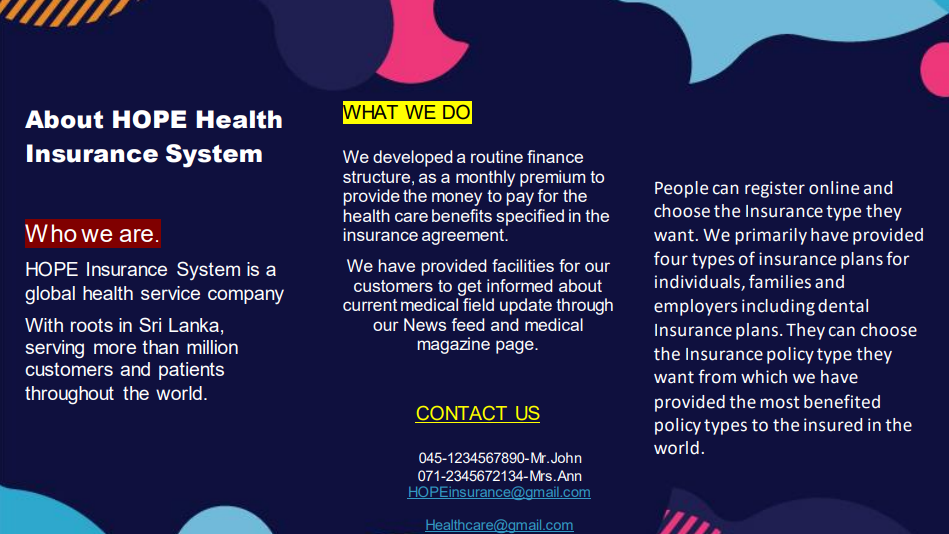 About HOPE Health
Insurance System
Who we are.
HOPE Insurance System is a
global health service company
With roots in Sri Lanka,
serving more than million
customers and patients
throughout the world.
WHAT WE DO
We developed a routine finance
structure, as a monthly premium to
provide the money to pay for the
health care benefits specified in the
insurance agreement.
We have provided facilities for our
customers to get informed about
current medical field update through
our News feed and medical
magazine page.
CONTACT US
045-1234567890-Mr.John
071-2345672134-Mrs.Ann
HOPEinsurance@gmail.com
Healthcare@gmail.com
People can register online and
choose the Insurance type they
want. We primarily have provided
four types of insurance plans for
individuals, families and
employers including dental
Insurance plans. They can choose
the Insurance policy type they
want from which we have
provided the most benefited
policy types to the insured in the
world.